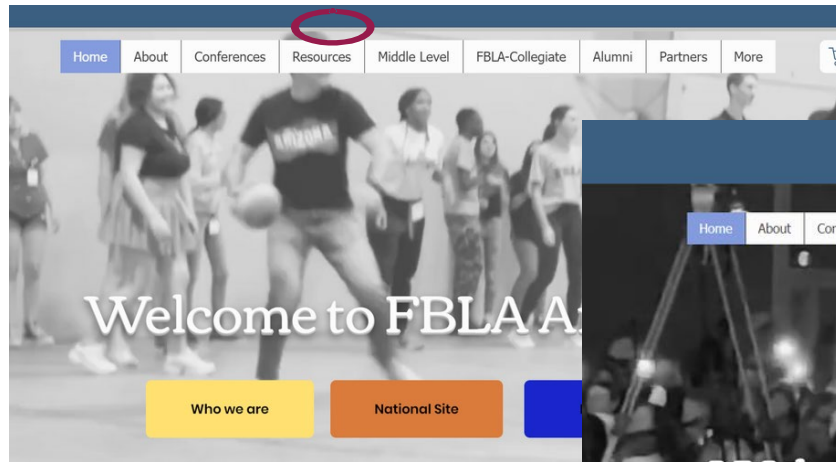 Home About Conferences Resources Middle Level FBLA-Collegiate Alumni Partners More
ARIZONA
Home About
Welcome to FBLA
Who we are National Site